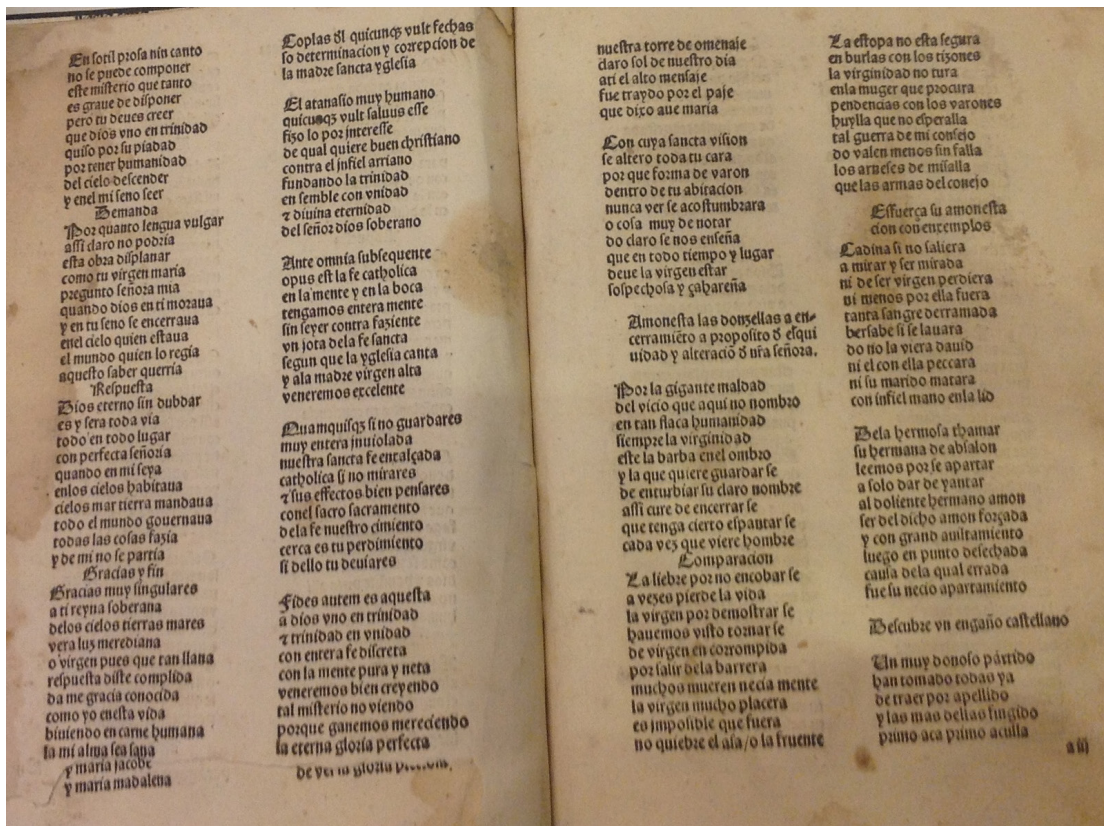 En sotil prosa nin canto
no se puede componer
este misterio que tanto
es graue de disponer
pero tu deues creer
que dios vno en trinidad
quiso por su piadad
por tener humanidad
del cielo descender
y enel mi seno seer
Demanda
Por quanto lengua vulgar
assi claro no podria
esta obra displanar
como tu virgen maria
pregunto señora mia
quando dios en ti moraua
y en tu seno se encerraua
enel cielo quien estaua
el mundo quien lo regia
aquesto saber querria
Respuesta
Dios eterno sin dubdar
es y sera toda via
todo en todo lugar
con perfecta señoria
quando en mi seya
enlos cielos habitaua
cielos mar tierra mandaua
todo el mundo gouernaua
todas las cosas fazia
y de mi no se partia
Gracias y fin
Gracias muy singulares
a ti reyna soberana
delos cielos tierras mares
vera luz merediana
o virgen pues que tan llana
respuesta diste complida
da me gracia conocida
como yo enesta vida
biuiendo en carne humana
la mi alma sea sana
y maria jacobe
y maria madalena
Coplas dl quicunqz vult fechas
so determinacion y correpcion de
la madre sancta yglesia
El atanasio muy humano
quicuqz vult saluus esse
fizo lo por jnteresse
de qual quiere buen christiano
contra el infiel arriano
fundando la trinidad
en semble con vnidad
⁊ diuina eternidad
del señor dios soberano
Ante omnia subsequente
opus est la fe catholica
en la mente y en la boca
tengamos entera mente
sin seyer contra faziente
vn jota dela fe sancta
segun que la yglesia canta
y ala madre virgen alta
veneremos excelente
Quamquisqz si no guardares
muy entera jnuiolada
nuestra sancta fe ensalçada
catholica si no mirares
⁊ sus effectos bien pensares
conel sacro sacramento
dela fe nuestro cimiento
cerca es tu perdimiento
si dello tu deuiares
Fides autem es aquesta
a dios vno en trinidad
⁊ trinidad en vnidad
con entera fe discreta
con la mente pura y neta
veneremos bien creyendo
tal misterio no viendo
porque ganemos mereciendo
la eterna gloria perfecta
nuestra torre de omenaje
claro sol de nuestro dia
ati el alto mensaje
fue traydo por el paje
que dixo aue maria
Con cuya sancta vision
se altero toda tu cara
por que forma de varon
dentro de tu abitacion
nunca ver se acostumbrara
o cosa muy de notar
do claro se nos enseña
que en todo tiempo y lugar
deue la virgen estar
sospechosa y çahareña
Amonesta las donzellas a en-
cerramiẽto a proposito d̃ esqui
uidad y alteraciõ d̃ ur̃a señora.
Por la gigante maldad
del vicio que aqui no nombro
en tan flaca humanidad
siempre la virginidad
este la barba enel ombro
y la que quiere guardar se
de enturbiar su claro nombre
assi cure de encerrar se
que tenga cierto espantar se
cada vez que viere hombre
Comparacion
La liebre por no encobar se
a vezes pierde la vida
la virgen por demostrar se
hauemos visto tornar se
de virgen en corrompida
por salir dela barrera
muchos mueren necia mente
la virgen mucho placera
es imposible que fuera
no quiebre el asa/o la fruente
La estopa no esta segura
en burlas con los tizones
la virginidad no tura
enla muger que procura
pendencias con los varones
huylla que no esperalla
tal guerra de mi consejo
do valen menos sin falla
los arneses de misalla
que las armas del conejo
Effuerça su amonesta
cion con entemplos
Cadina si no saliera
a mirar y ser mirada
ni de ser virgen perdiera
ni menos por ella fuera
tanta sangre derramada
bersabe si se lauara
do no la viera dauid
ni el con ella peccara
ni su marido matara
con infiel mano enla lid
Dela hermosa thamar
su hermana de absalon
leemos por se apartar
a solo dar de yantar
al doliente hermano amon
ser del dicho amon forçada
y con grand auiltamiento
luego en punto desechada
causa dela qual errada
fue su necio apartamiento
Descubre vn engaño castellano
Un muy donoso partido
han tomado todas ya
de traer por apellido
y las mas dellas fingido
primo aca primo aculla
a iij